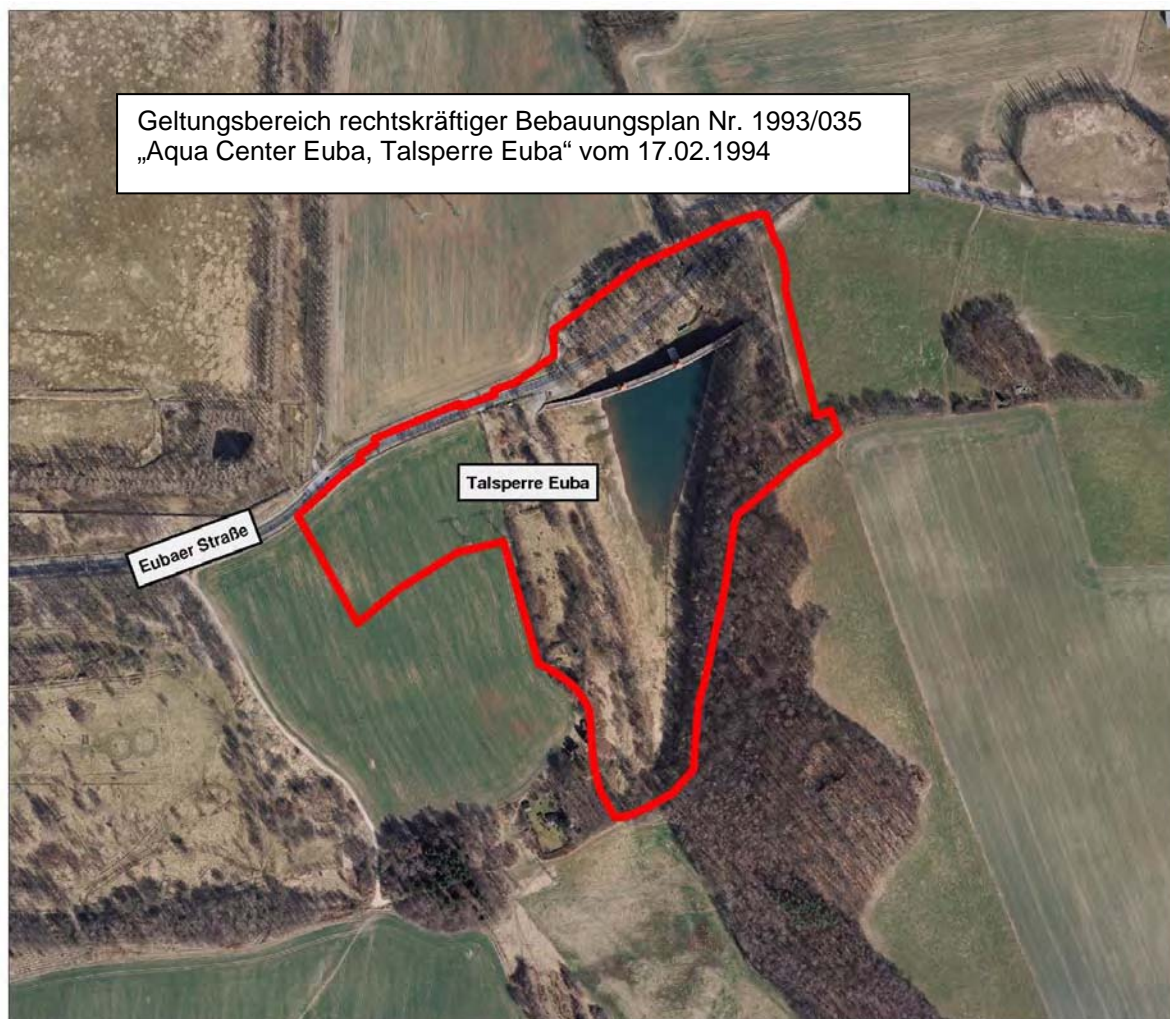 Geltungsbereich rechtskräftiger Bebauungsplan Nr. 1993/035
„Aqua Center Euba, Talsperre Euba“ vom 17.02.1994
Talsperre Euba
Eubaer Straße